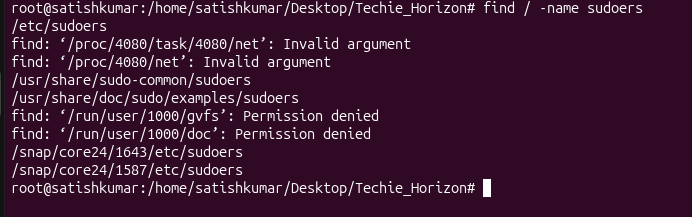 root@satishkumar:/home/satishkumar/Desktop/Techie_Horizon# find / -name sudoers
/etc/sudoers
find: ‘/proc/4080/task/4080/net’: Invalid argument
find: ‘/proc/4080/net’: Invalid argument
/usr/share/sudo-common/sudoers
/usr/share/doc/sudo/examples/sudoers
find: ‘/run/user/1000/gvfs’: Permission denied
find: ‘/run/user/1000/doc’: Permission denied
/snap/core24/1643/etc/sudoers
/snap/core24/1587/etc/sudoers
root@satishkumar:/home/satishkumar/Desktop/Techie_Horizon#